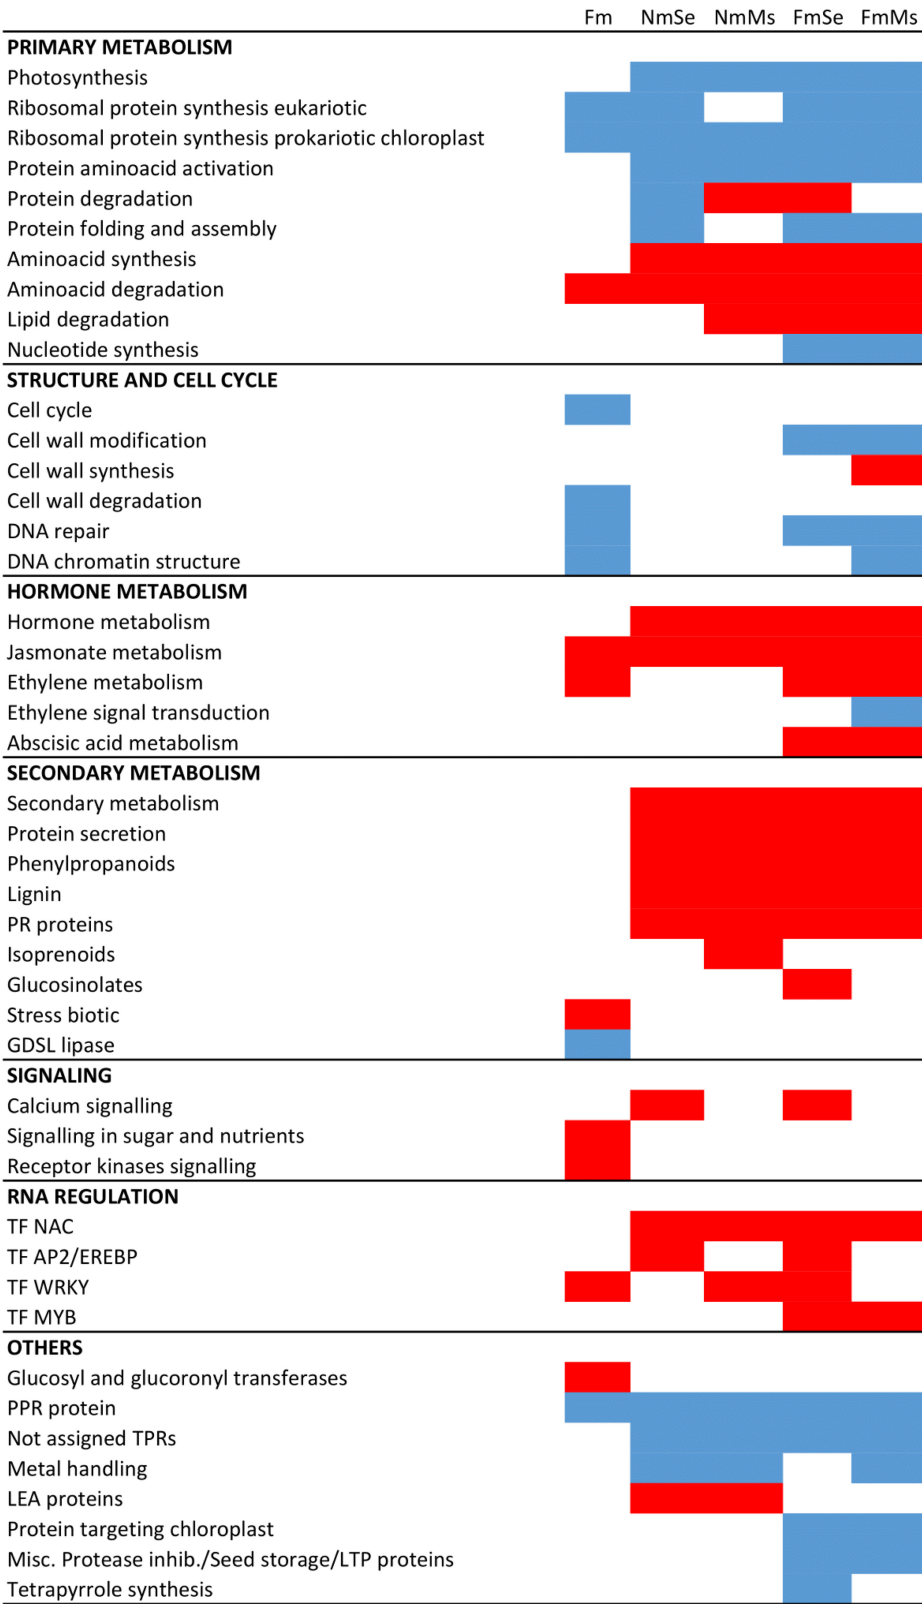 Fm NmSe NmMs FmSe FmMs
PRIMARY METABOLISM
Photosynthesis
Ribosomal protein synthesis eukariotic
Ribosomal protein synthesis prokariotic chloroplast
Protein aminoacid activation
Protein degradation
Protein folding and assembly
Aminoacid synthesis
Aminoacid degradation
Lipid degradation
Nucleotide synthesis
STRUCTURE AND CELL CYCLE
Cell cycle
Cell wall modification
Cell wall synthesis
Cell wall degradation
DNA repair
DNA chromatin structure
HORMONE METABOLISM
Hormone metabolism
Jasmonate metabolism
Ethylene metabolism
Ethylene signal transduction
Abscisic acid metabolism
SECONDARY METABOLISM
Secondary metabolism
Protein secretion
Phenylpropanoids
Lignin
PR proteins
Isoprenoids
Glucosinolates
Stress biotic
GDSL lipase
SIGNALING
Calcium signalling
Signalling in sugar and nutrients
Receptor kinases signalling
RNA REGULATION
TF NAC
TF AP2/EREBP
TF WRKY
TF MYB
OTHERS
Glucosyl and glucoronyl transferases
PPR protein
Not assigned TPRs
Metal handling
LEA proteins
Protein targeting chloroplast
Misc. Protease inhib./Seed storage/LTP proteins
Tetrapyrrole synthesis